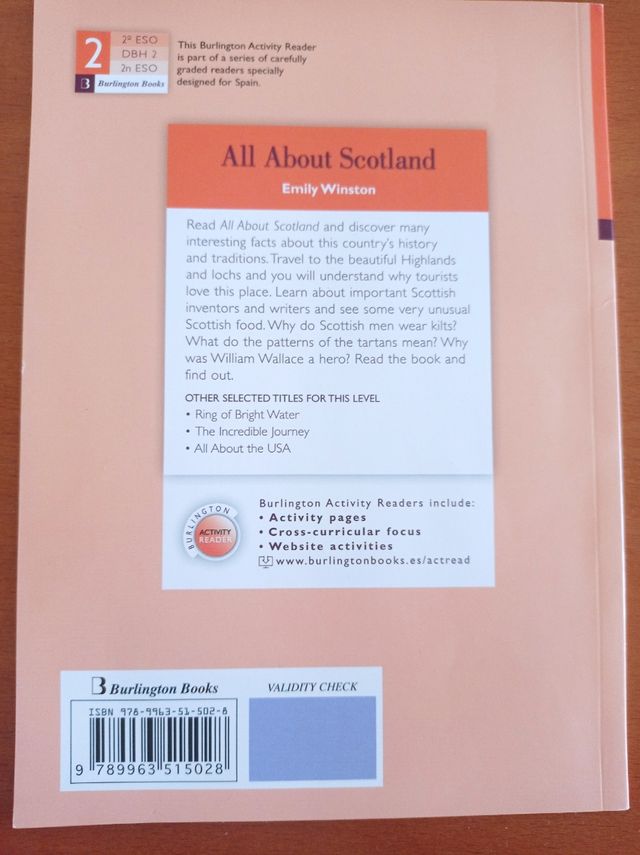 2
2º ESO
DBH 2
2n ESO
B Burlington Books
This Burlington Activity Reader
is part of a series of carefully
graded readers specially
designed for Spain.
All About Scotland
Emily Winston
Read All About Scotland and discover many
interesting facts about this country's history
and traditions. Travel to the beautiful Highlands
and lochs and you will understand why tourists
love this place. Learn about important Scottish
inventors and writers and see some very unusual
Scottish food. Why do Scottish men wear kilts?
What do the patterns of the tartans mean? Why
was William Wallace a hero? Read the book and
find out.
OTHER SELECTED TITLES FOR THIS LEVEL
• Ring of Bright Water
• The Incredible Journey
• All About the USA
BURLINGTON
ACTIVITY
READER
Burlington Activity Readers include:
• Activity pages
• Cross-curricular focus
• Website activities
www.burlingtonbooks.es/actread
B Burlington Books
VALIDITY CHECK
ISBN 978-9963-51-502-8
9 789963 515028